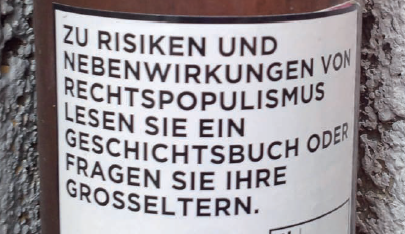 ZU RISIKEN UND
NEBENWIRKUNGEN VON
RECHTSPOPULISMUS
LESEN SIE EIN
GESCHICHTSBUCH ODER
FRAGEN SIE IHRE
GROSSELTERN.